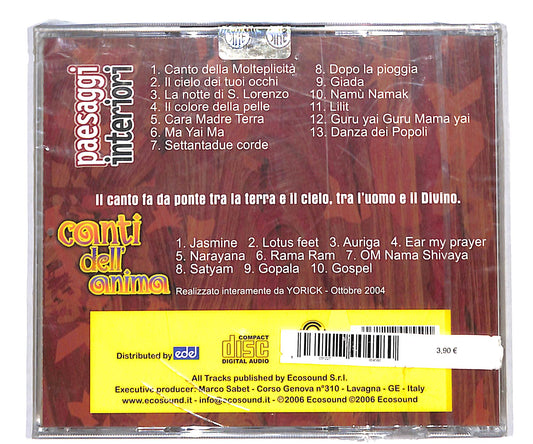 paesaggi
interiori
1. Canto della Molteplicità
2. Il cielo dei tuoi occhi
3. La notte di S. Lorenzo
4. Il colore della pelle
5. Cara Madre Terra
6. Ma Yai Ma
7. Settantadue corde
8. Dopo la pioggia
9. Giada
10. Namù Namak
11. Lilit
12. Guru yai Guru Mama yai
13. Danza dei Popoli
Il canto fa da ponte tra la terra e il cielo, tra l'uomo e il Divino.
canti
dell'
anima
1. Jasmine 2. Lotus feet 3. Auriga 4. Ear my prayer
5. Narayana 6. Rama Ram 7. OM Nama Shivaya
8. Satyam 9. Gopala 10. Gospel
Realizzato interamente da YORICK - Ottobre 2004
Distributed by edel
COMPACT
disc
DIGITAL AUDIO
3,90 €
All Tracks published by Ecosound S.r.l.
Executive producer: Marco Sabet - Corso Genova n°310 - Lavagna - GE - Italy
www.ecosound.it - info@ecosound.it - ©2006 Ecosound ©2006 Ecosound